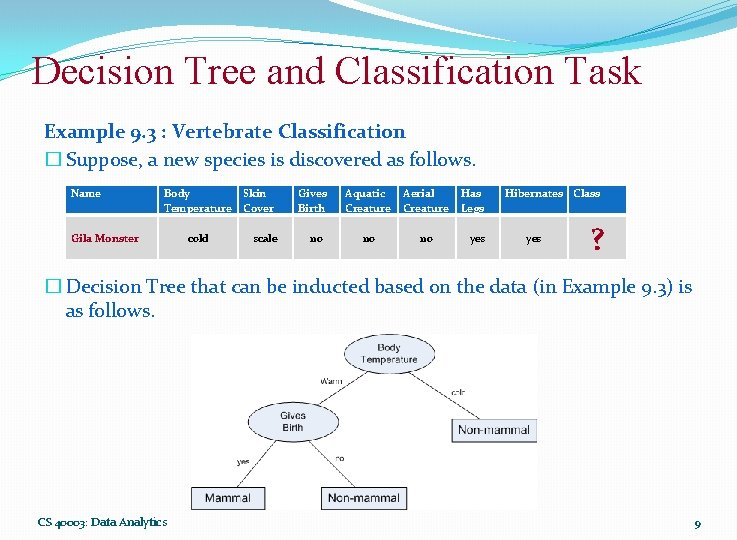 Decision Tree and Classification Task
Example 9.3 : Vertebrate Classification
□ Suppose, a new species is discovered as follows.
Name Body Temperature Skin Cover Gives Birth Aquatic Creature Aerial Creature Has Legs Hibernates Class
Gila Monster cold scale no no no yes yes ?
□ Decision Tree that can be inducted based on the data (in Example 9.3) is
as follows.
Body
Temperature
Warm
cold
Gives
Birth
Non-mammal
yes
no
Mammal
Non-mammal
CS 40003: Data Analytics
9